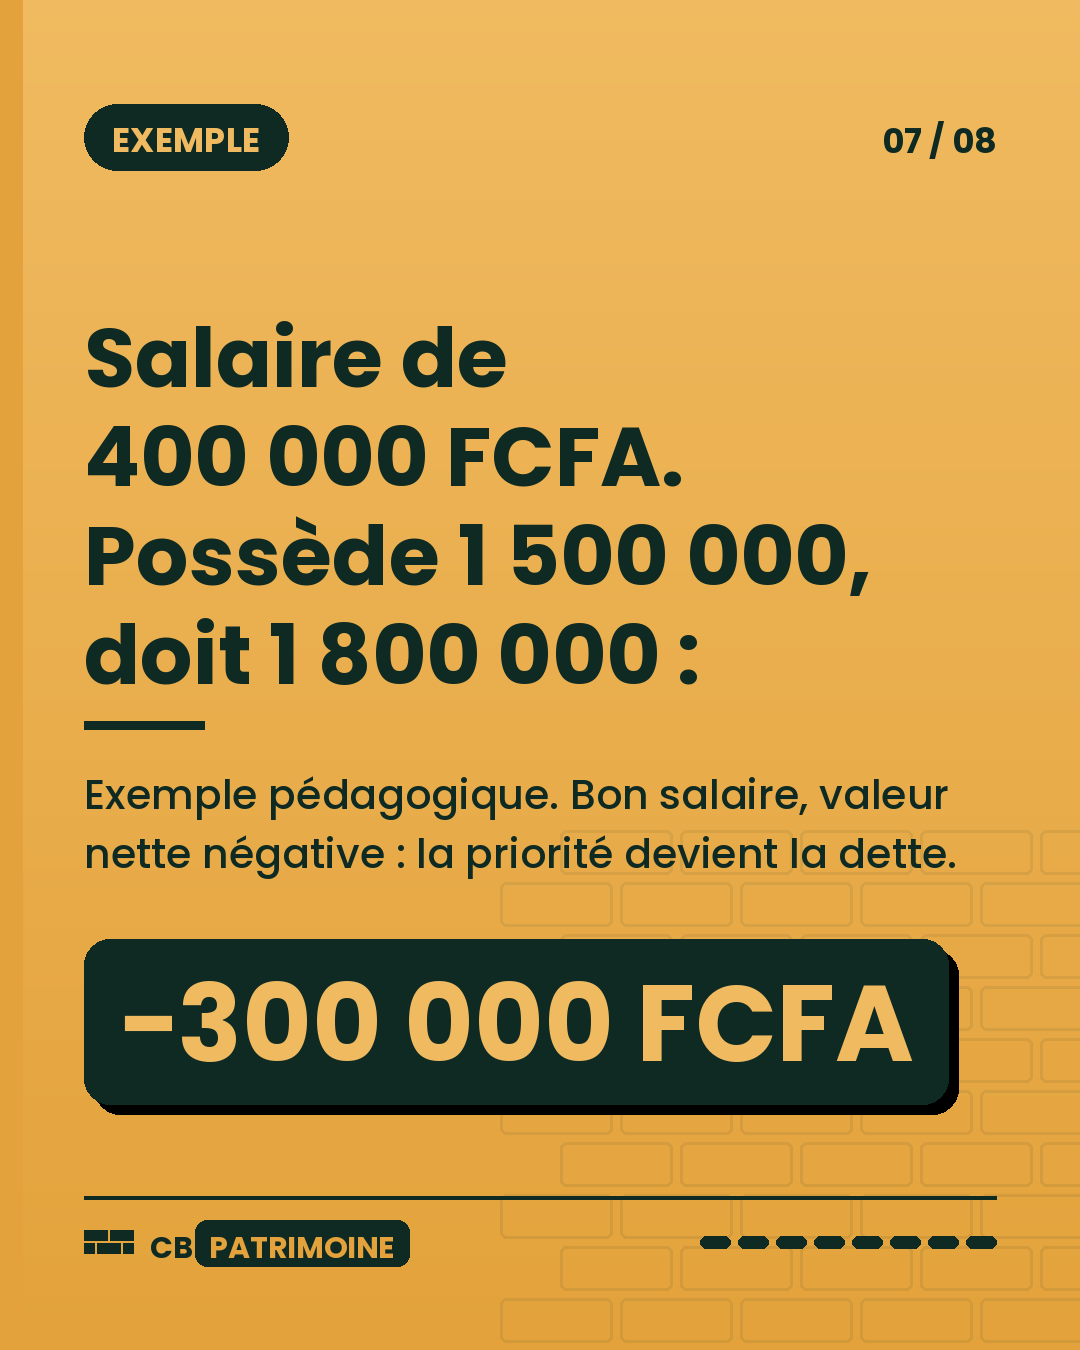 EXEMPLE
07 / 08
Salaire de
400 000 FCFA.
Possède 1 500 000,
doit 1 800 000 :
Exemple pédagogique. Bon salaire, valeur
nette négative : la priorité devient la dette.
−300 000 FCFA
CB PATRIMOINE